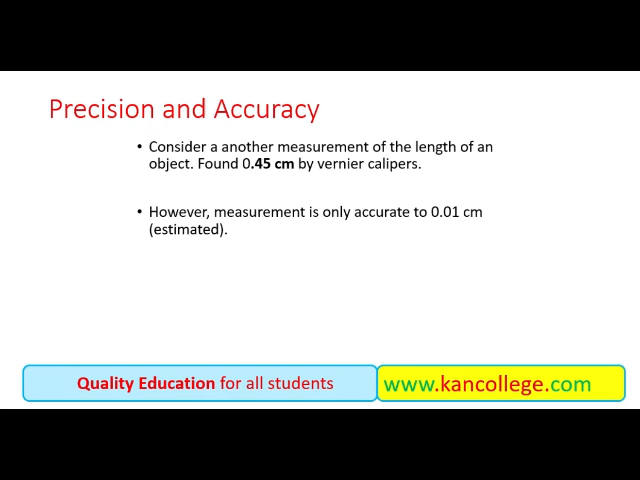 Precision and Accuracy
• Consider a another measurement of the length of an
object. Found 0.45 cm by vernier calipers.
• However, measurement is only accurate to 0.01 cm
(estimated).
Quality Education for all students
www.kancollege.com